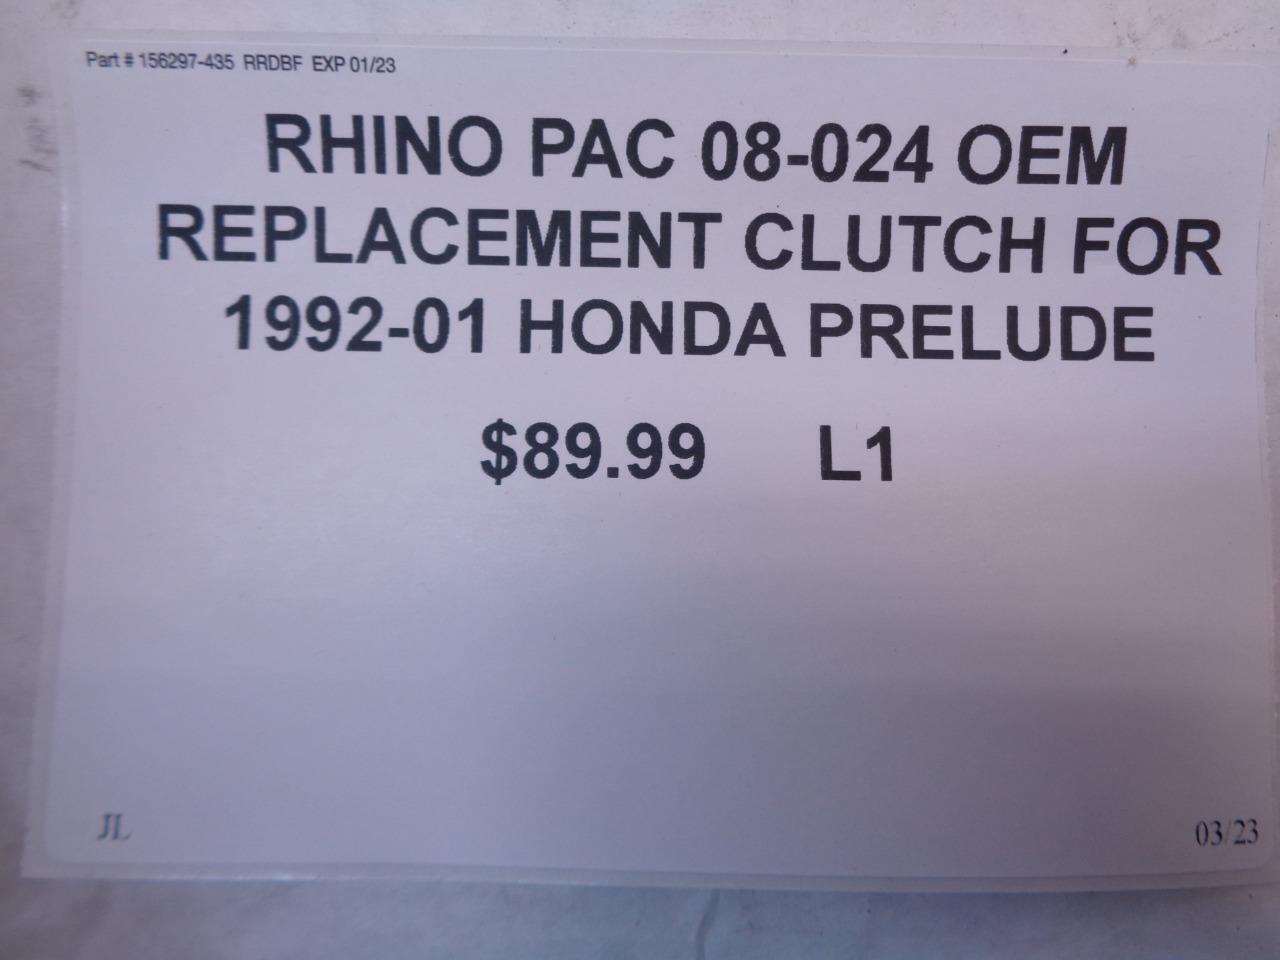 Part # 156297-435 RRDBF EXP 01/23
RHINO PAC 08-024 OEM
REPLACEMENT CLUTCH FOR
1992-01 HONDA PRELUDE
$89.99 L1
JL 03/23